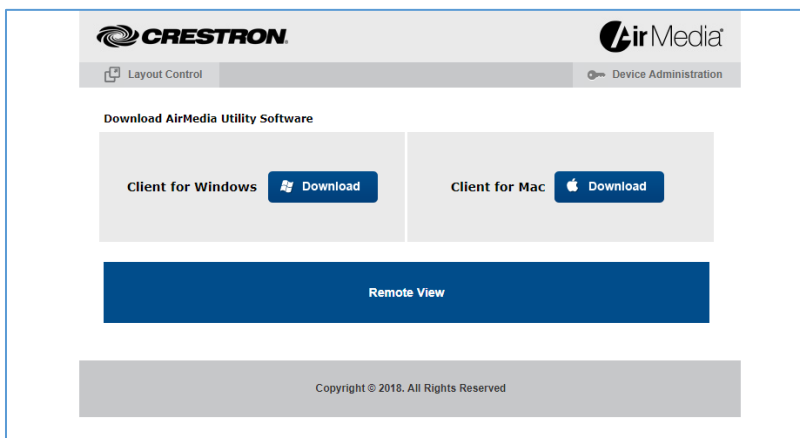 CRESTRON.
AirMedia
Layout Control
Device Administration
Download AirMedia Utility Software
Client for Windows
Download
Client for Mac
Download
Remote View
Copyright © 2018. All Rights Reserved